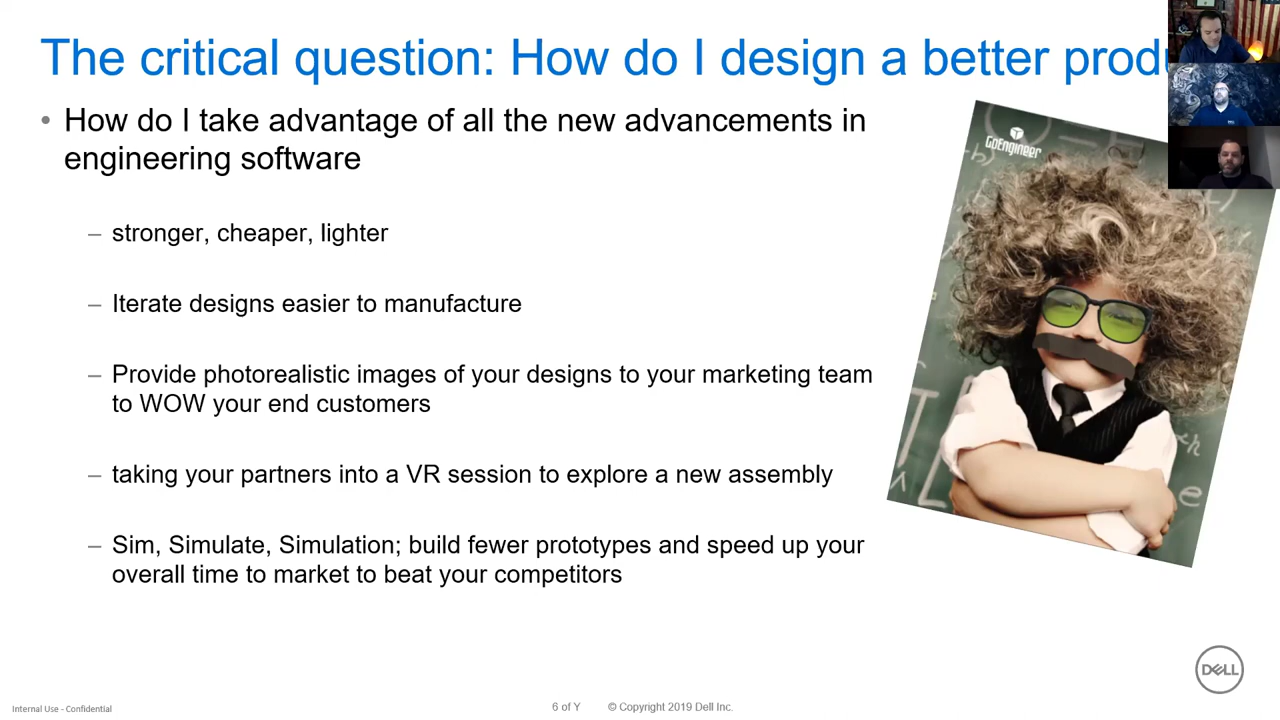 The critical question: How do I design a better produ
• How do I take advantage of all the new advancements in
engineering software
– stronger, cheaper, lighter
– Iterate designs easier to manufacture
– Provide photorealistic images of your designs to your marketing team
to WOW your end customers
– taking your partners into a VR session to explore a new assembly
– Sim, Simulate, Simulation; build fewer prototypes and speed up your
overall time to market to beat your competitors
GoEngineer
DELL
Internal Use - Confidential
6 of Y
© Copyright 2019 Dell Inc.